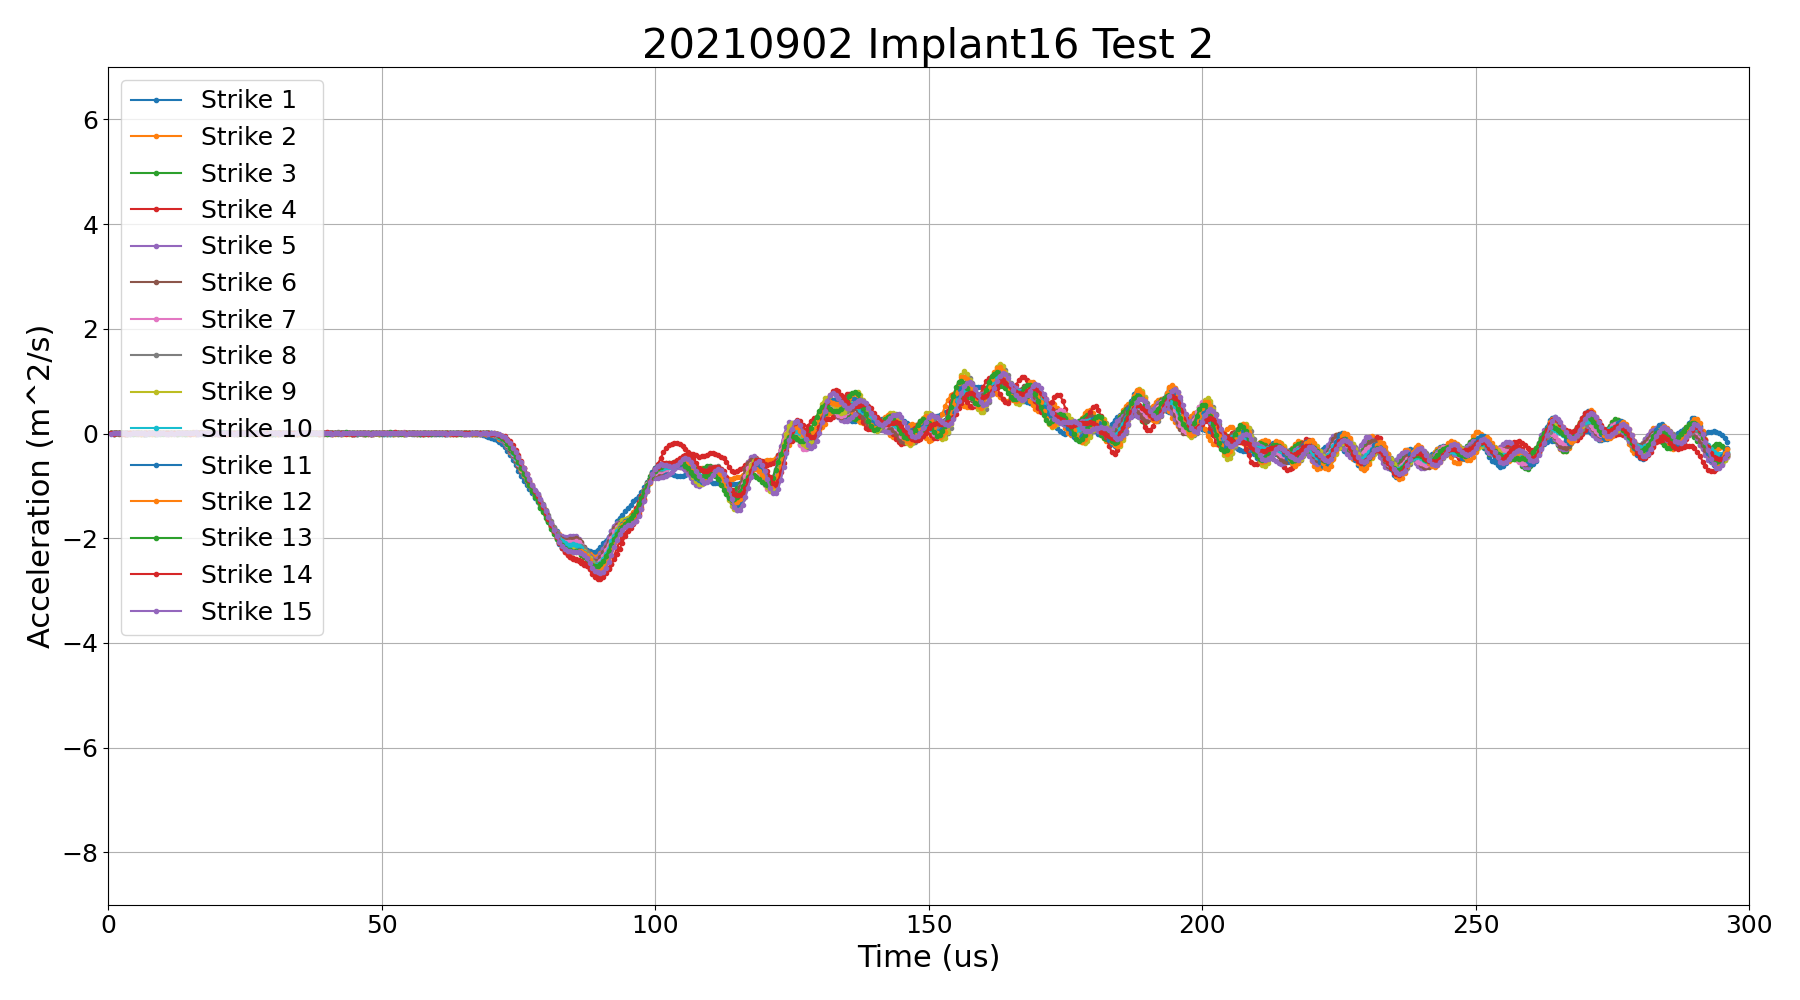 20210902 Implant16 Test 2
Strike 1
Strike 2
Strike 3
Strike 4
Strike 5
Strike 6
Strike 7
Strike 8
Strike 9
Strike 10
Strike 11
Strike 12
Strike 13
Strike 14
Strike 15
Acceleration (m^2/s)
6
4
2
0
−2
−4
−6
−8
0 50 100 150 200 250 300
Time (us)